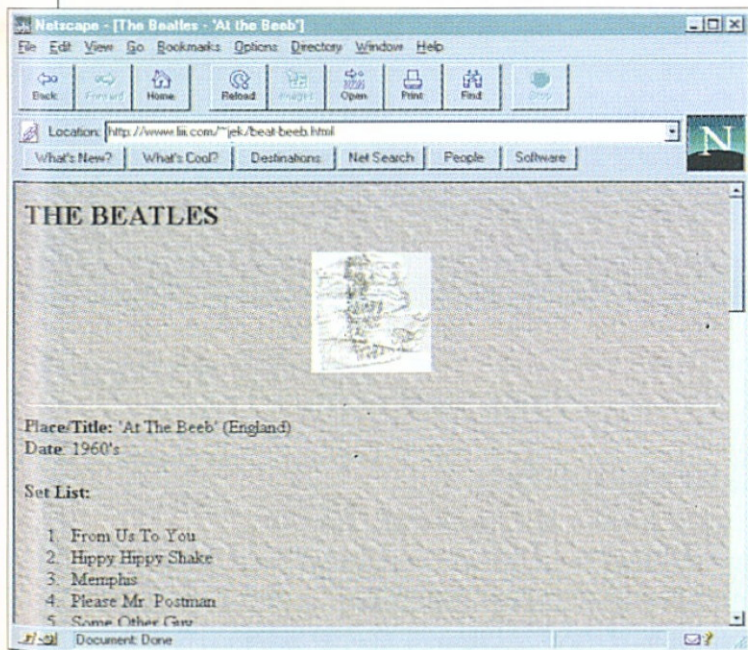 Netscape - [The Beatles - 'At the Beeb']
File Edit View Go Bookmarks Options Directory Window Help
Back Forward Home Reload Images Open Print Find Stop
Location: http://www.liii.com/~jek/beat-beeb.html
N
What's New? What's Cool? Destinations Net Search People Software
THE BEATLES
Place/Title: 'At The Beeb' (England)
Date: 1960's
Set List:
1. From Us To You
2. Hippy Hippy Shake
3. Memphis
4. Please Mr. Postman
5. Some Other Guy
Document: Done